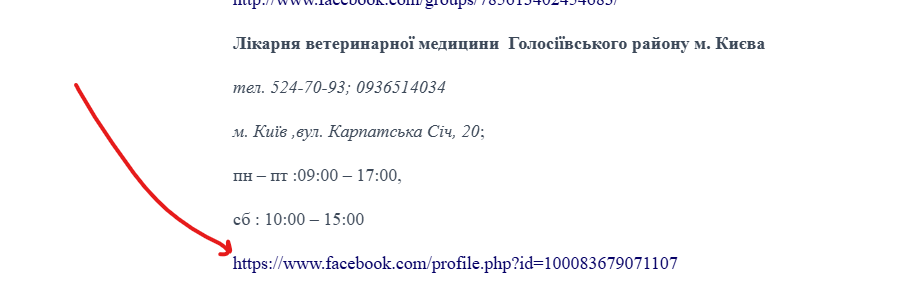 http://www.facebook.com/groups/785613402454685/
Лікарня ветеринарної медицини  Голосіївського району м. Києва
тел. 524-70-93; 0936514034
м. Київ ,вул. Карпатська Січ, 20;
пн – пт :09:00 – 17:00,
сб : 10:00 – 15:00
https://www.facebook.com/profile.php?id=100083679071107